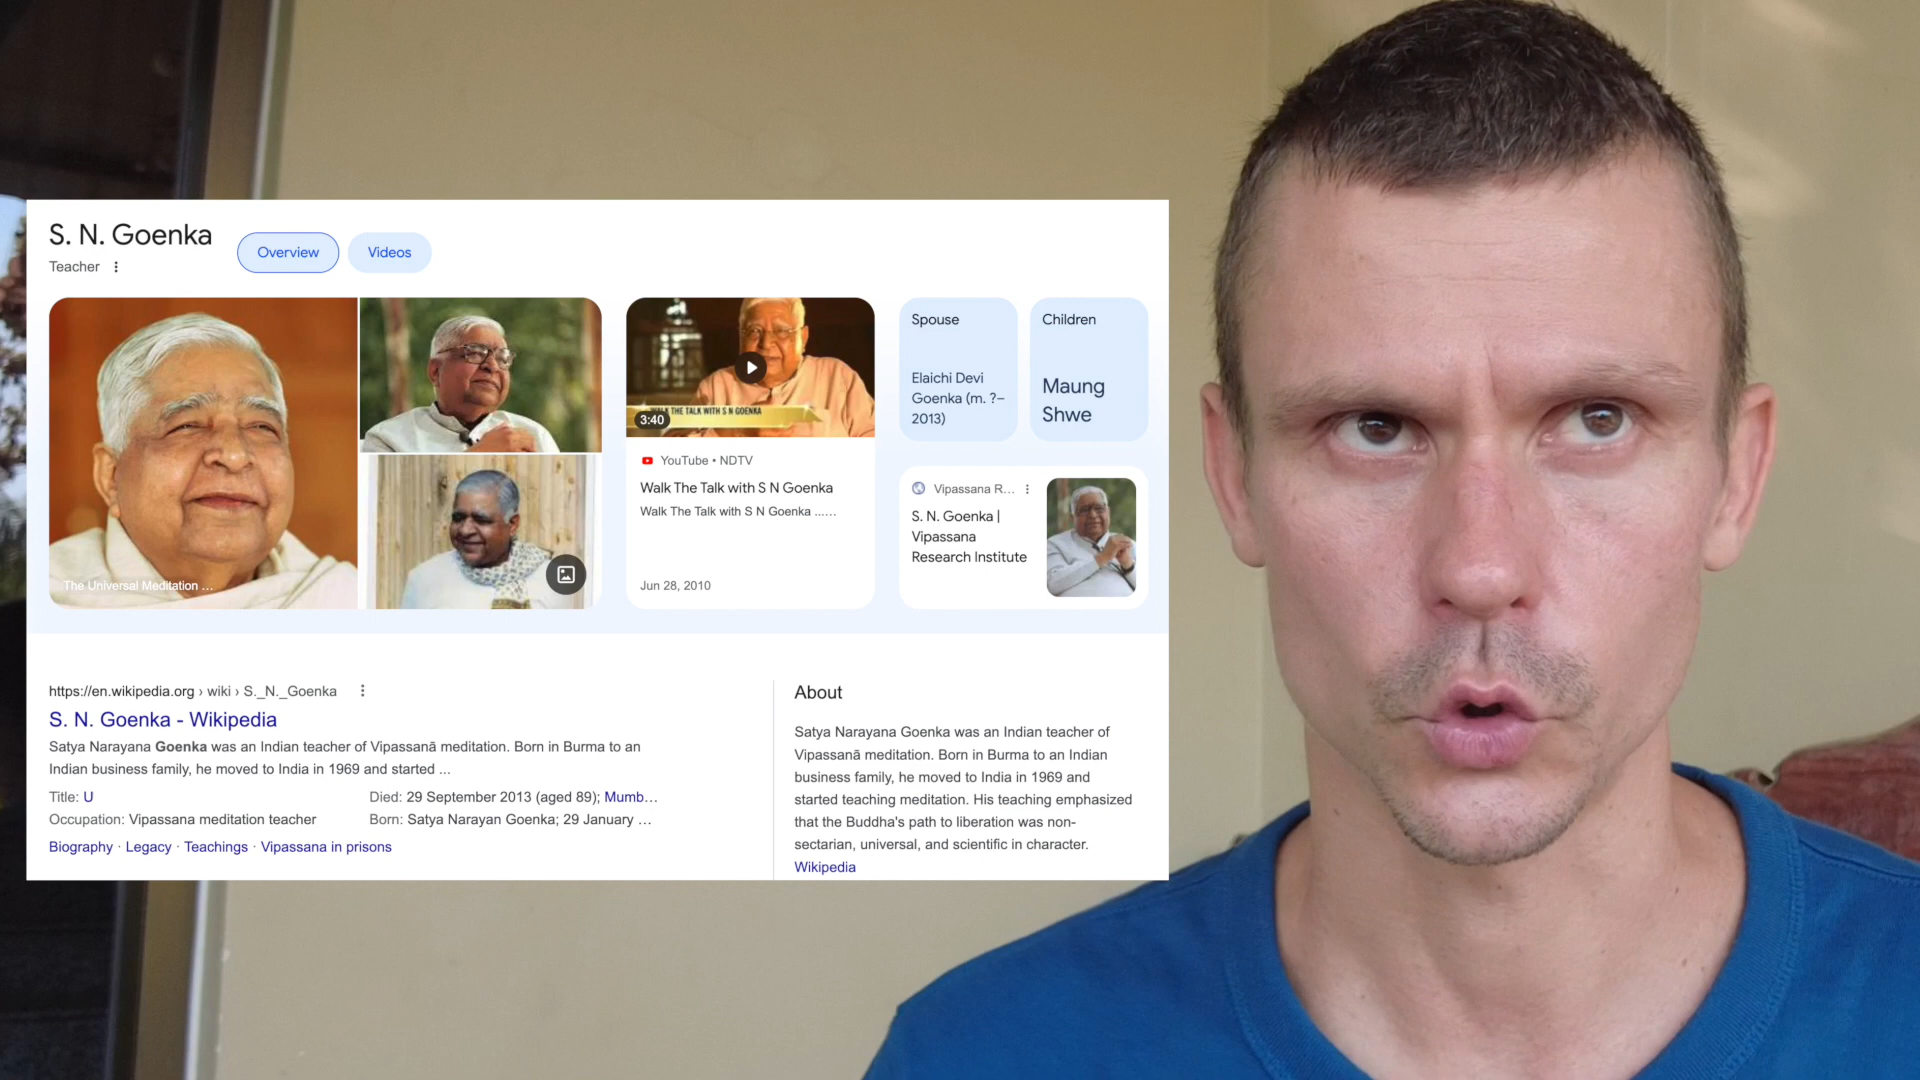 S. N. Goenka
Teacher
Overview
Videos
The Universal Meditation ...
WALK THE TALK WITH S N GOENKA
3:40
YouTube • NDTV
Walk The Talk with S N Goenka
Walk The Talk with S N Goenka ......
Jun 28, 2010
Spouse
Elaichi Devi
Goenka (m. ?–
2013)
Children
Maung
Shwe
Vipassana R...
S. N. Goenka |
Vipassana
Research Institute
https://en.wikipedia.org › wiki › S._N._Goenka
S. N. Goenka - Wikipedia
Satya Narayana Goenka was an Indian teacher of Vipassanā meditation. Born in Burma to an
Indian business family, he moved to India in 1969 and started ...
Title: U
Died: 29 September 2013 (aged 89); Mumb...
Occupation: Vipassana meditation teacher
Born: Satya Narayan Goenka; 29 January ...
Biography · Legacy · Teachings · Vipassana in prisons
About
Satya Narayana Goenka was an Indian teacher of
Vipassanā meditation. Born in Burma to an Indian
business family, he moved to India in 1969 and
started teaching meditation. His teaching emphasized
that the Buddha's path to liberation was non-
sectarian, universal, and scientific in character.
Wikipedia